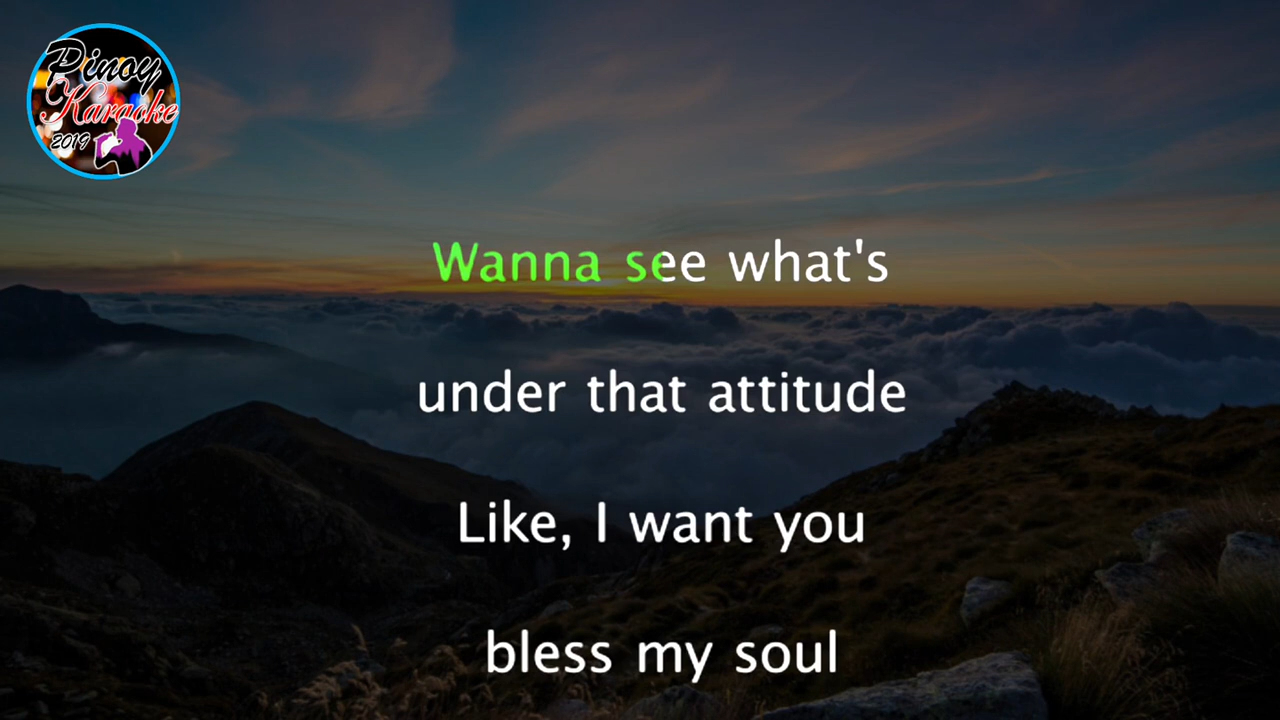 Pinoy
Karaoke
2019
Wanna see what's
under that attitude
Like, I want you
bless my soul